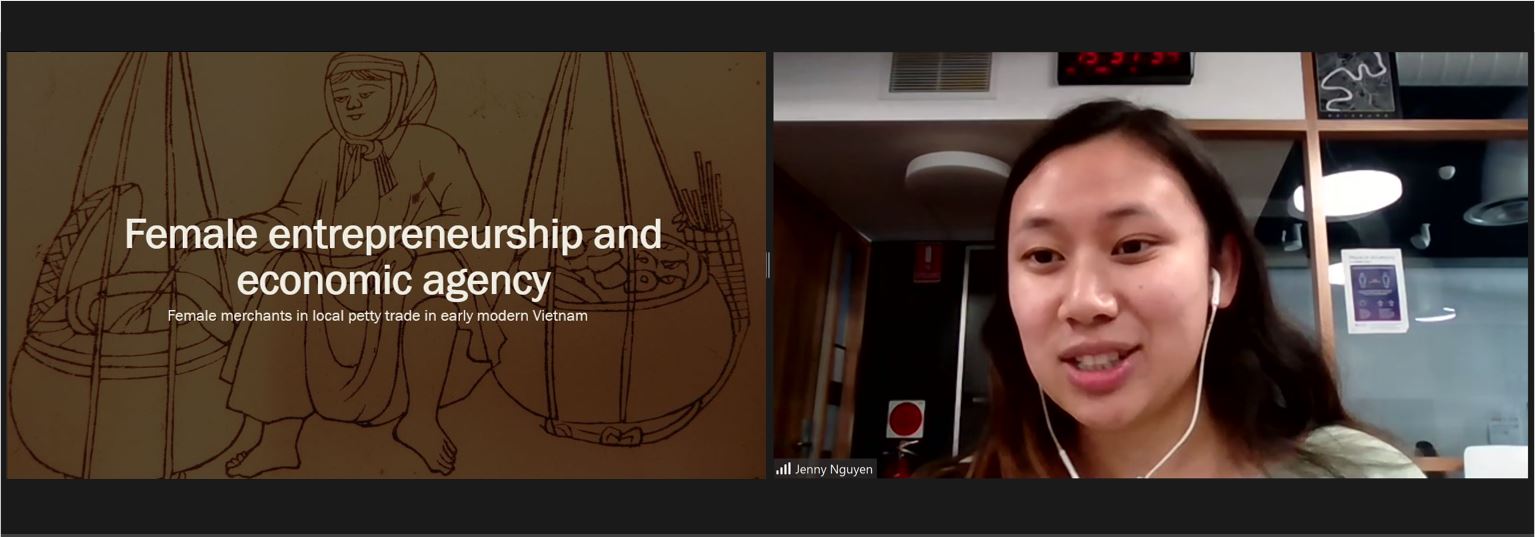 Female entrepreneurship and
economic agency
Female merchants in local petty trade in early modern Vietnam
Jenny Nguyen